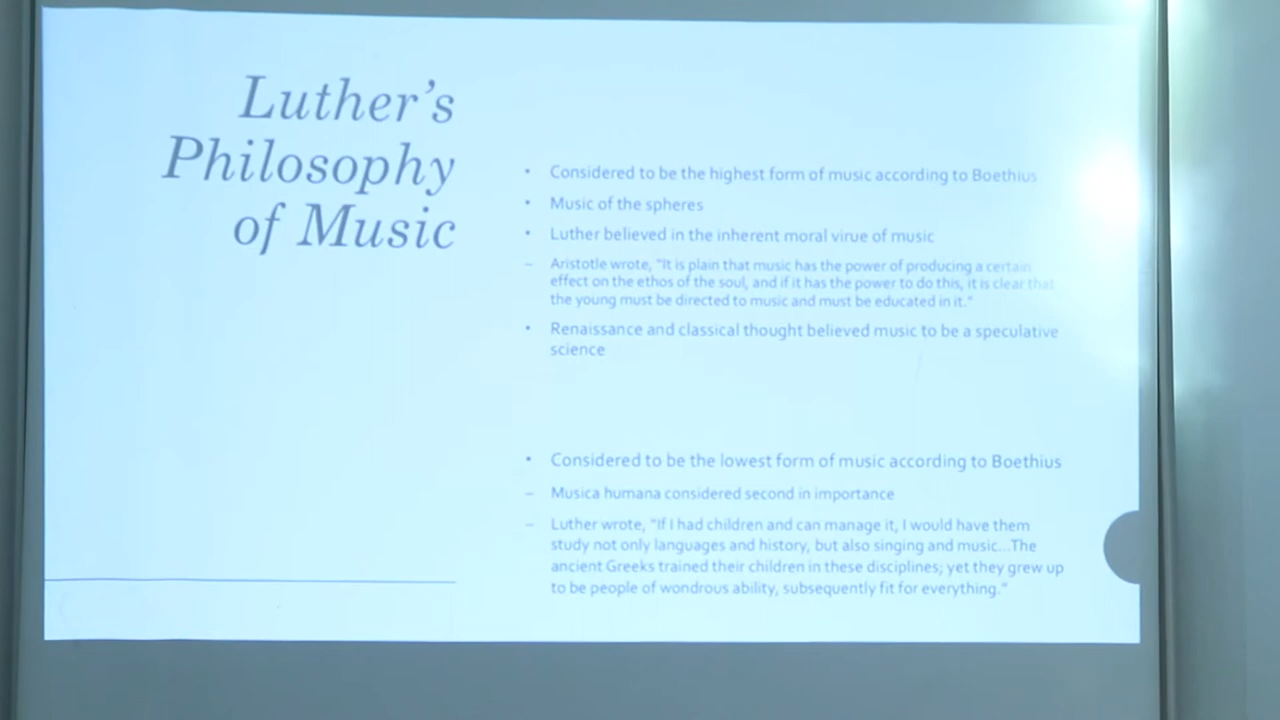 Luther's
Philosophy
of Music
• Considered to be the highest form of music according to Boethius
• Music of the spheres
• Luther believed in the inherent moral virue of music
– Aristotle wrote, "It is plain that music has the power of producing a certain
effect on the ethos of the soul, and if it has the power to do this, it is clear that
the young must be directed to music and must be educated in it."
• Renaissance and classical thought believed music to be a speculative
science
• Considered to be the lowest form of music according to Boethius
– Musica humana considered second in importance
– Luther wrote, "If I had children and can manage it, I would have them
study not only languages and history, but also singing and music...The
ancient Greeks trained their children in these disciplines; yet they grew up
to be people of wondrous ability, subsequently fit for everything."